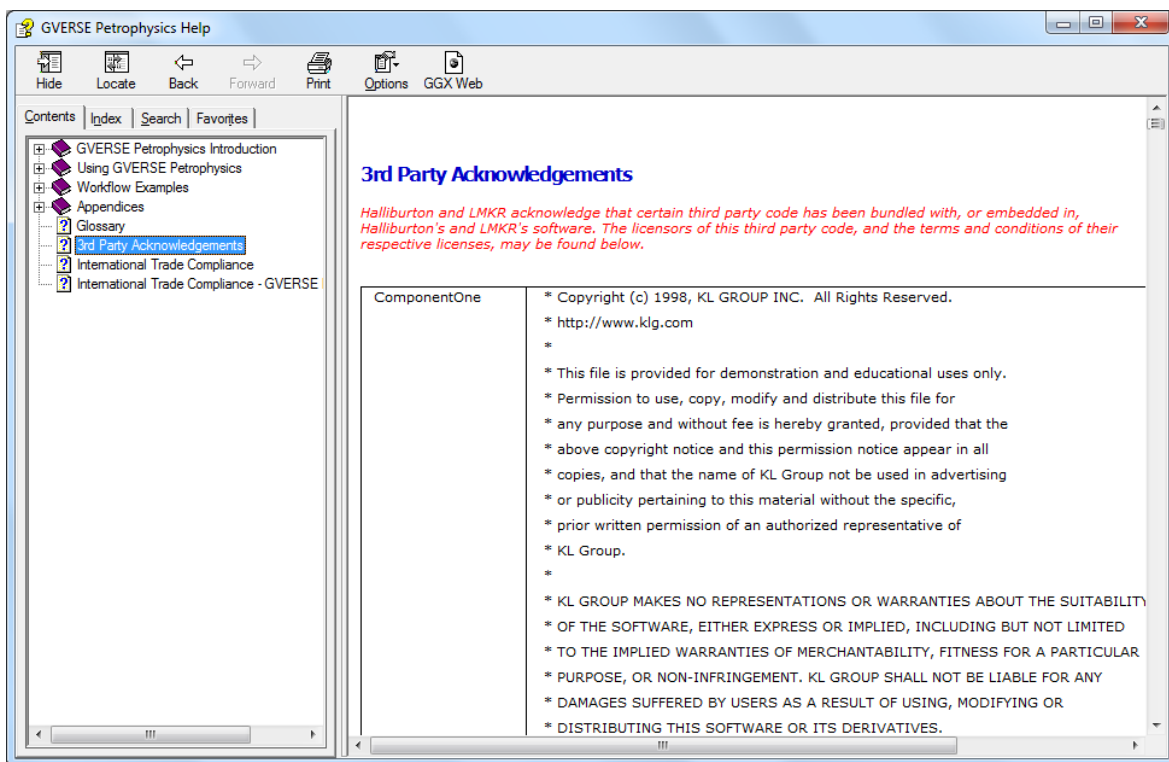 GVERSE Petrophysics Help
Hide Locate Back Forward Print Options GGX Web
Contents Index Search Favorites
GVERSE Petrophysics Introduction
Using GVERSE Petrophysics
Workflow Examples
Appendices
Glossary
3rd Party Acknowledgements
International Trade Compliance
International Trade Compliance - GVERSE
3rd Party Acknowledgements
Halliburton and LMKR acknowledge that certain third party code has been bundled with, or embedded in,
Halliburton's and LMKR's software. The licensors of this third party code, and the terms and conditions of their
respective licenses, may be found below.
ComponentOne
* Copyright (c) 1998, KL GROUP INC.  All Rights Reserved.
* http://www.klg.com
*
* This file is provided for demonstration and educational uses only.
* Permission to use, copy, modify and distribute this file for
* any purpose and without fee is hereby granted, provided that the
* above copyright notice and this permission notice appear in all
* copies, and that the name of KL Group not be used in advertising
* or publicity pertaining to this material without the specific,
* prior written permission of an authorized representative of
* KL Group.
*
* KL GROUP MAKES NO REPRESENTATIONS OR WARRANTIES ABOUT THE SUITABILITY
* OF THE SOFTWARE, EITHER EXPRESS OR IMPLIED, INCLUDING BUT NOT LIMITED
* TO THE IMPLIED WARRANTIES OF MERCHANTABILITY, FITNESS FOR A PARTICULAR
* PURPOSE, OR NON-INFRINGEMENT. KL GROUP SHALL NOT BE LIABLE FOR ANY
* DAMAGES SUFFERED BY USERS AS A RESULT OF USING, MODIFYING OR
* DISTRIBUTING THIS SOFTWARE OR ITS DERIVATIVES.